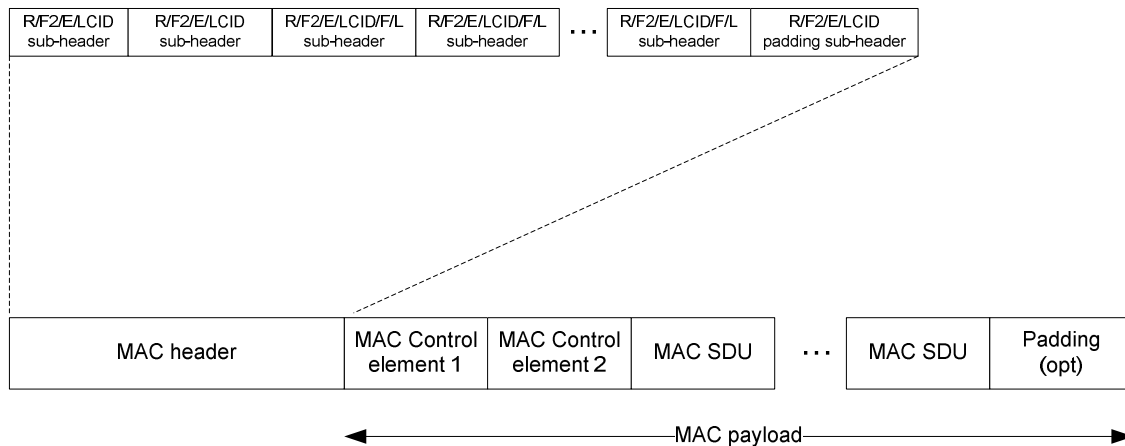 R/F2/E/LCID
sub-header
R/F2/E/LCID
sub-header
R/F2/E/LCID/F/L
sub-header
R/F2/E/LCID/F/L
sub-header
...
R/F2/E/LCID/F/L
sub-header
R/F2/E/LCID
padding sub-header
MAC header
MAC Control
element 1
MAC Control
element 2
MAC SDU
...
MAC SDU
Padding
(opt)
MAC payload